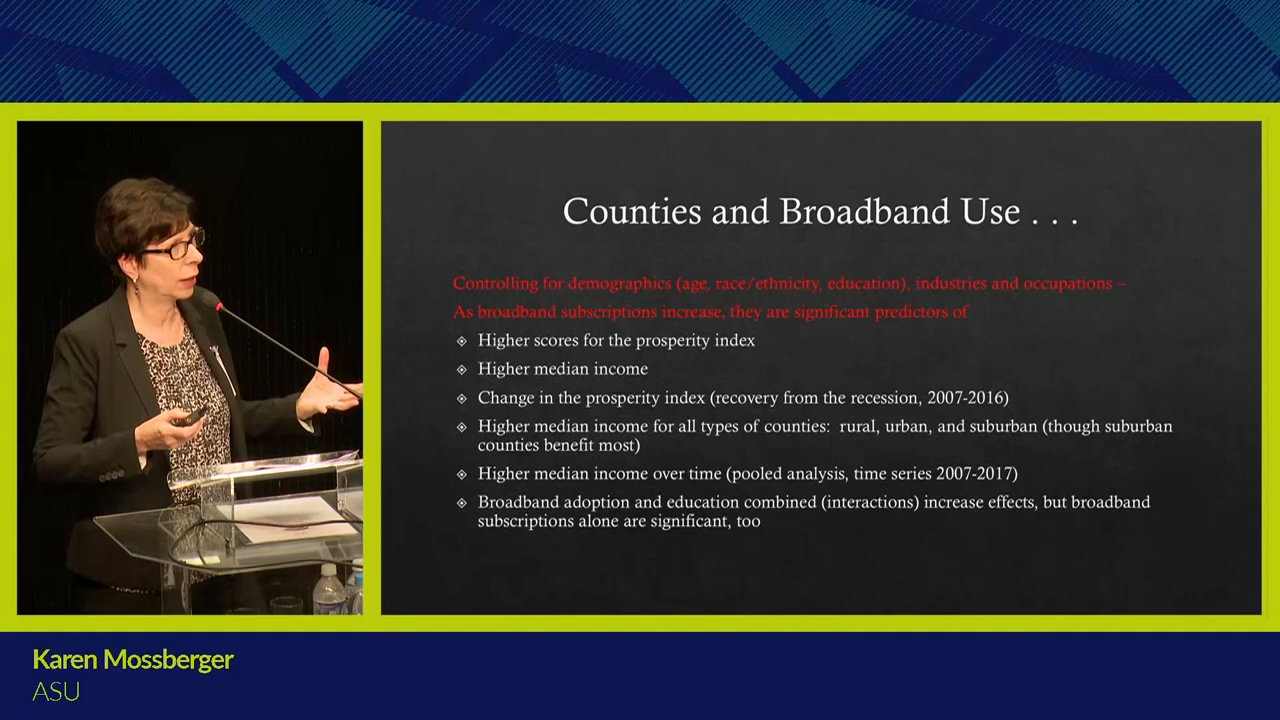 Counties and Broadband Use . . .
Controlling for demographics (age, race/ethnicity, education), industries and occupations –
As broadband subscriptions increase, they are significant predictors of
Higher scores for the prosperity index
Higher median income
Change in the prosperity index (recovery from the recession, 2007-2016)
Higher median income for all types of counties: rural, urban, and suburban (though suburban
counties benefit most)
Higher median income over time (pooled analysis, time series 2007-2017)
Broadband adoption and education combined (interactions) increase effects, but broadband
subscriptions alone are significant, too
Karen Mossberger
ASU